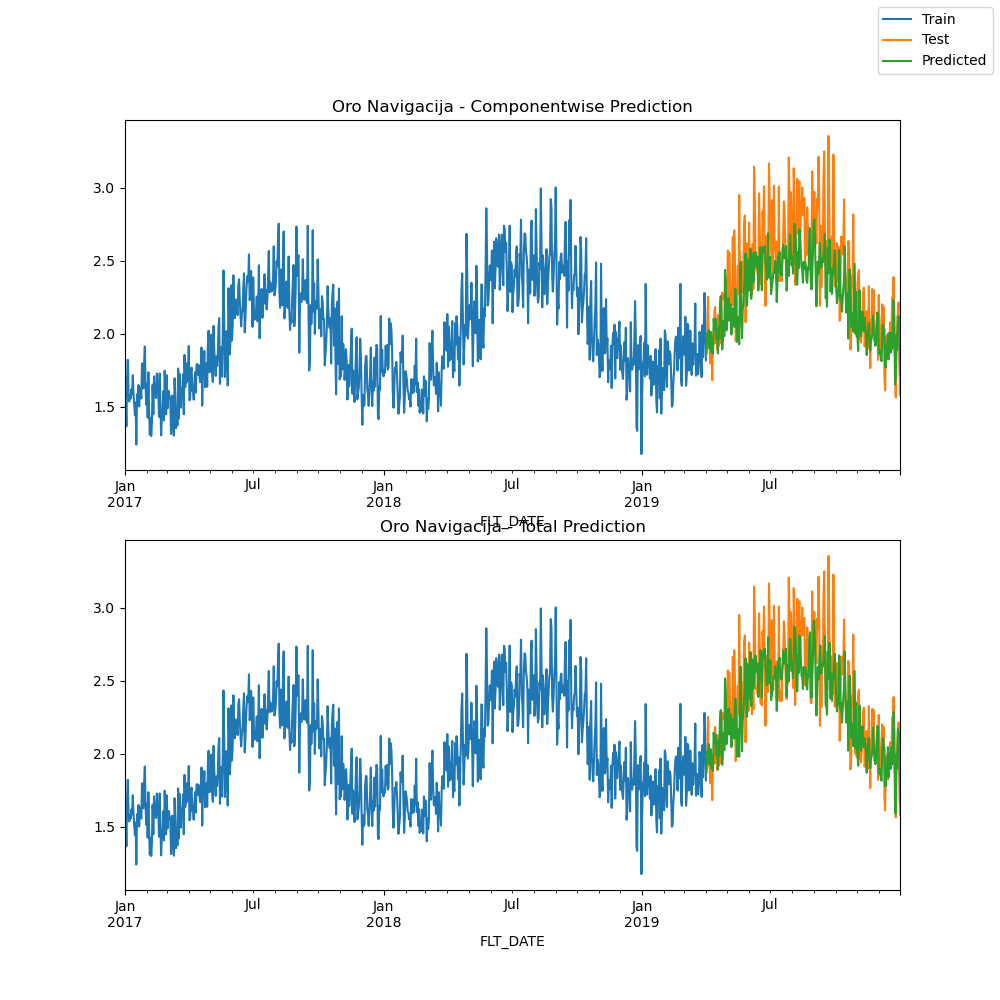 Train
Test
Predicted
Oro Navigacija - Componentwise Prediction
3.0
2.5
2.0
1.5
Jan
2017
Jul
Jan
2018
Jul
Jan
2019
Jul
FLT_DATE
Oro Navigacija - Total Prediction
3.0
2.5
2.0
1.5
Jan
2017
Jul
Jan
2018
Jul
Jan
2019
Jul
FLT_DATE